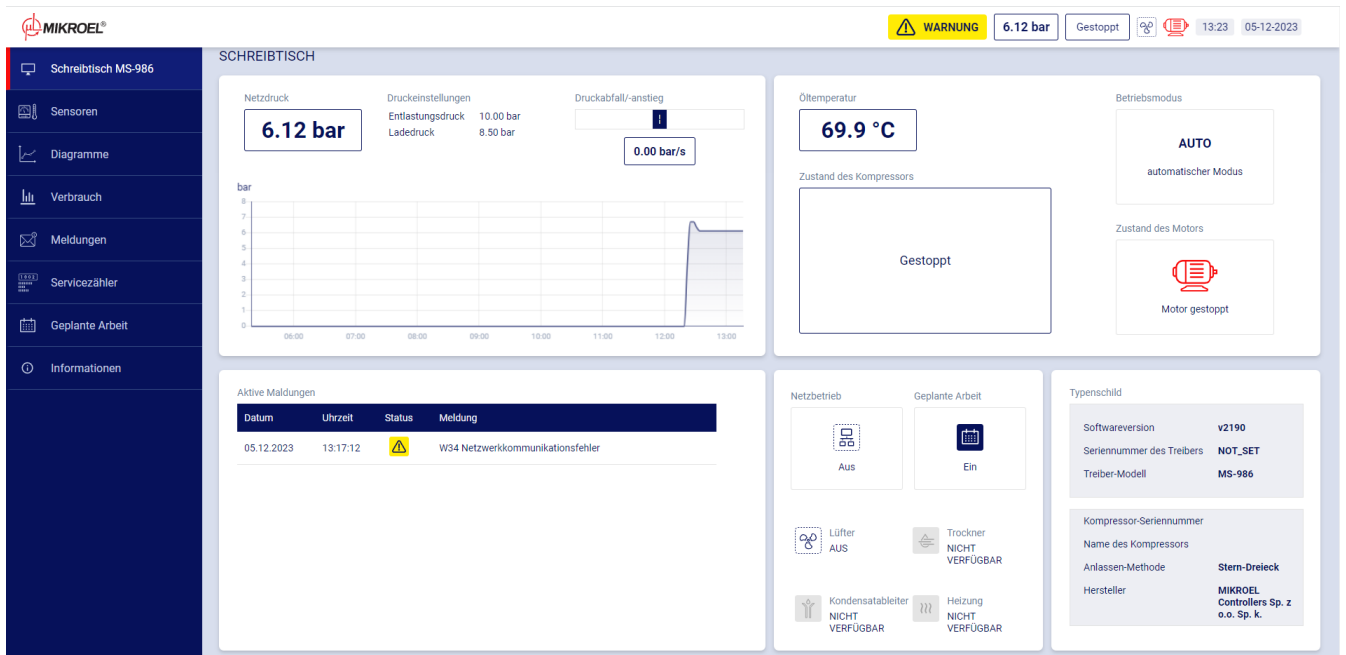 MIKROEL®
WARNUNG
6.12 bar
Gestoppt
13:23
05-12-2023
Schreibtisch MS-986
Sensoren
Diagramme
Verbrauch
Meldungen
Servicezähler
Geplante Arbeit
Informationen
SCHREIBTISCH
Netzdruck
6.12 bar
Druckeinstellungen
Entlastungsdruck 10.00 bar
Ladedruck 8.50 bar
Druckabfall/-anstieg
0.00 bar/s
bar
8
7
6
5
4
3
2
1
0
06:00 07:00 08:00 09:00 10:00 11:00 12:00 13:00
Öltemperatur
69.9 °C
Zustand des Kompressors
Gestoppt
Betriebsmodus
AUTO
automatischer Modus
Zustand des Motors
Motor gestoppt
Aktive Maldungen
Datum Uhrzeit Status Meldung
05.12.2023 13:17:12 W34 Netzwerkkommunikationsfehler
Netzbetrieb
Aus
Geplante Arbeit
Ein
Lüfter
AUS
Trockner
NICHT
VERFÜGBAR
Kondensatableiter
NICHT
VERFÜGBAR
Heizung
NICHT
VERFÜGBAR
Typenschild
Softwareversion v2190
Seriennummer des Treibers NOT_SET
Treiber-Modell MS-986
Kompressor-Seriennummer
Name des Kompressors
Anlassen-Methode Stern-Dreieck
Hersteller MIKROEL
Controllers Sp. z
o.o. Sp. k.